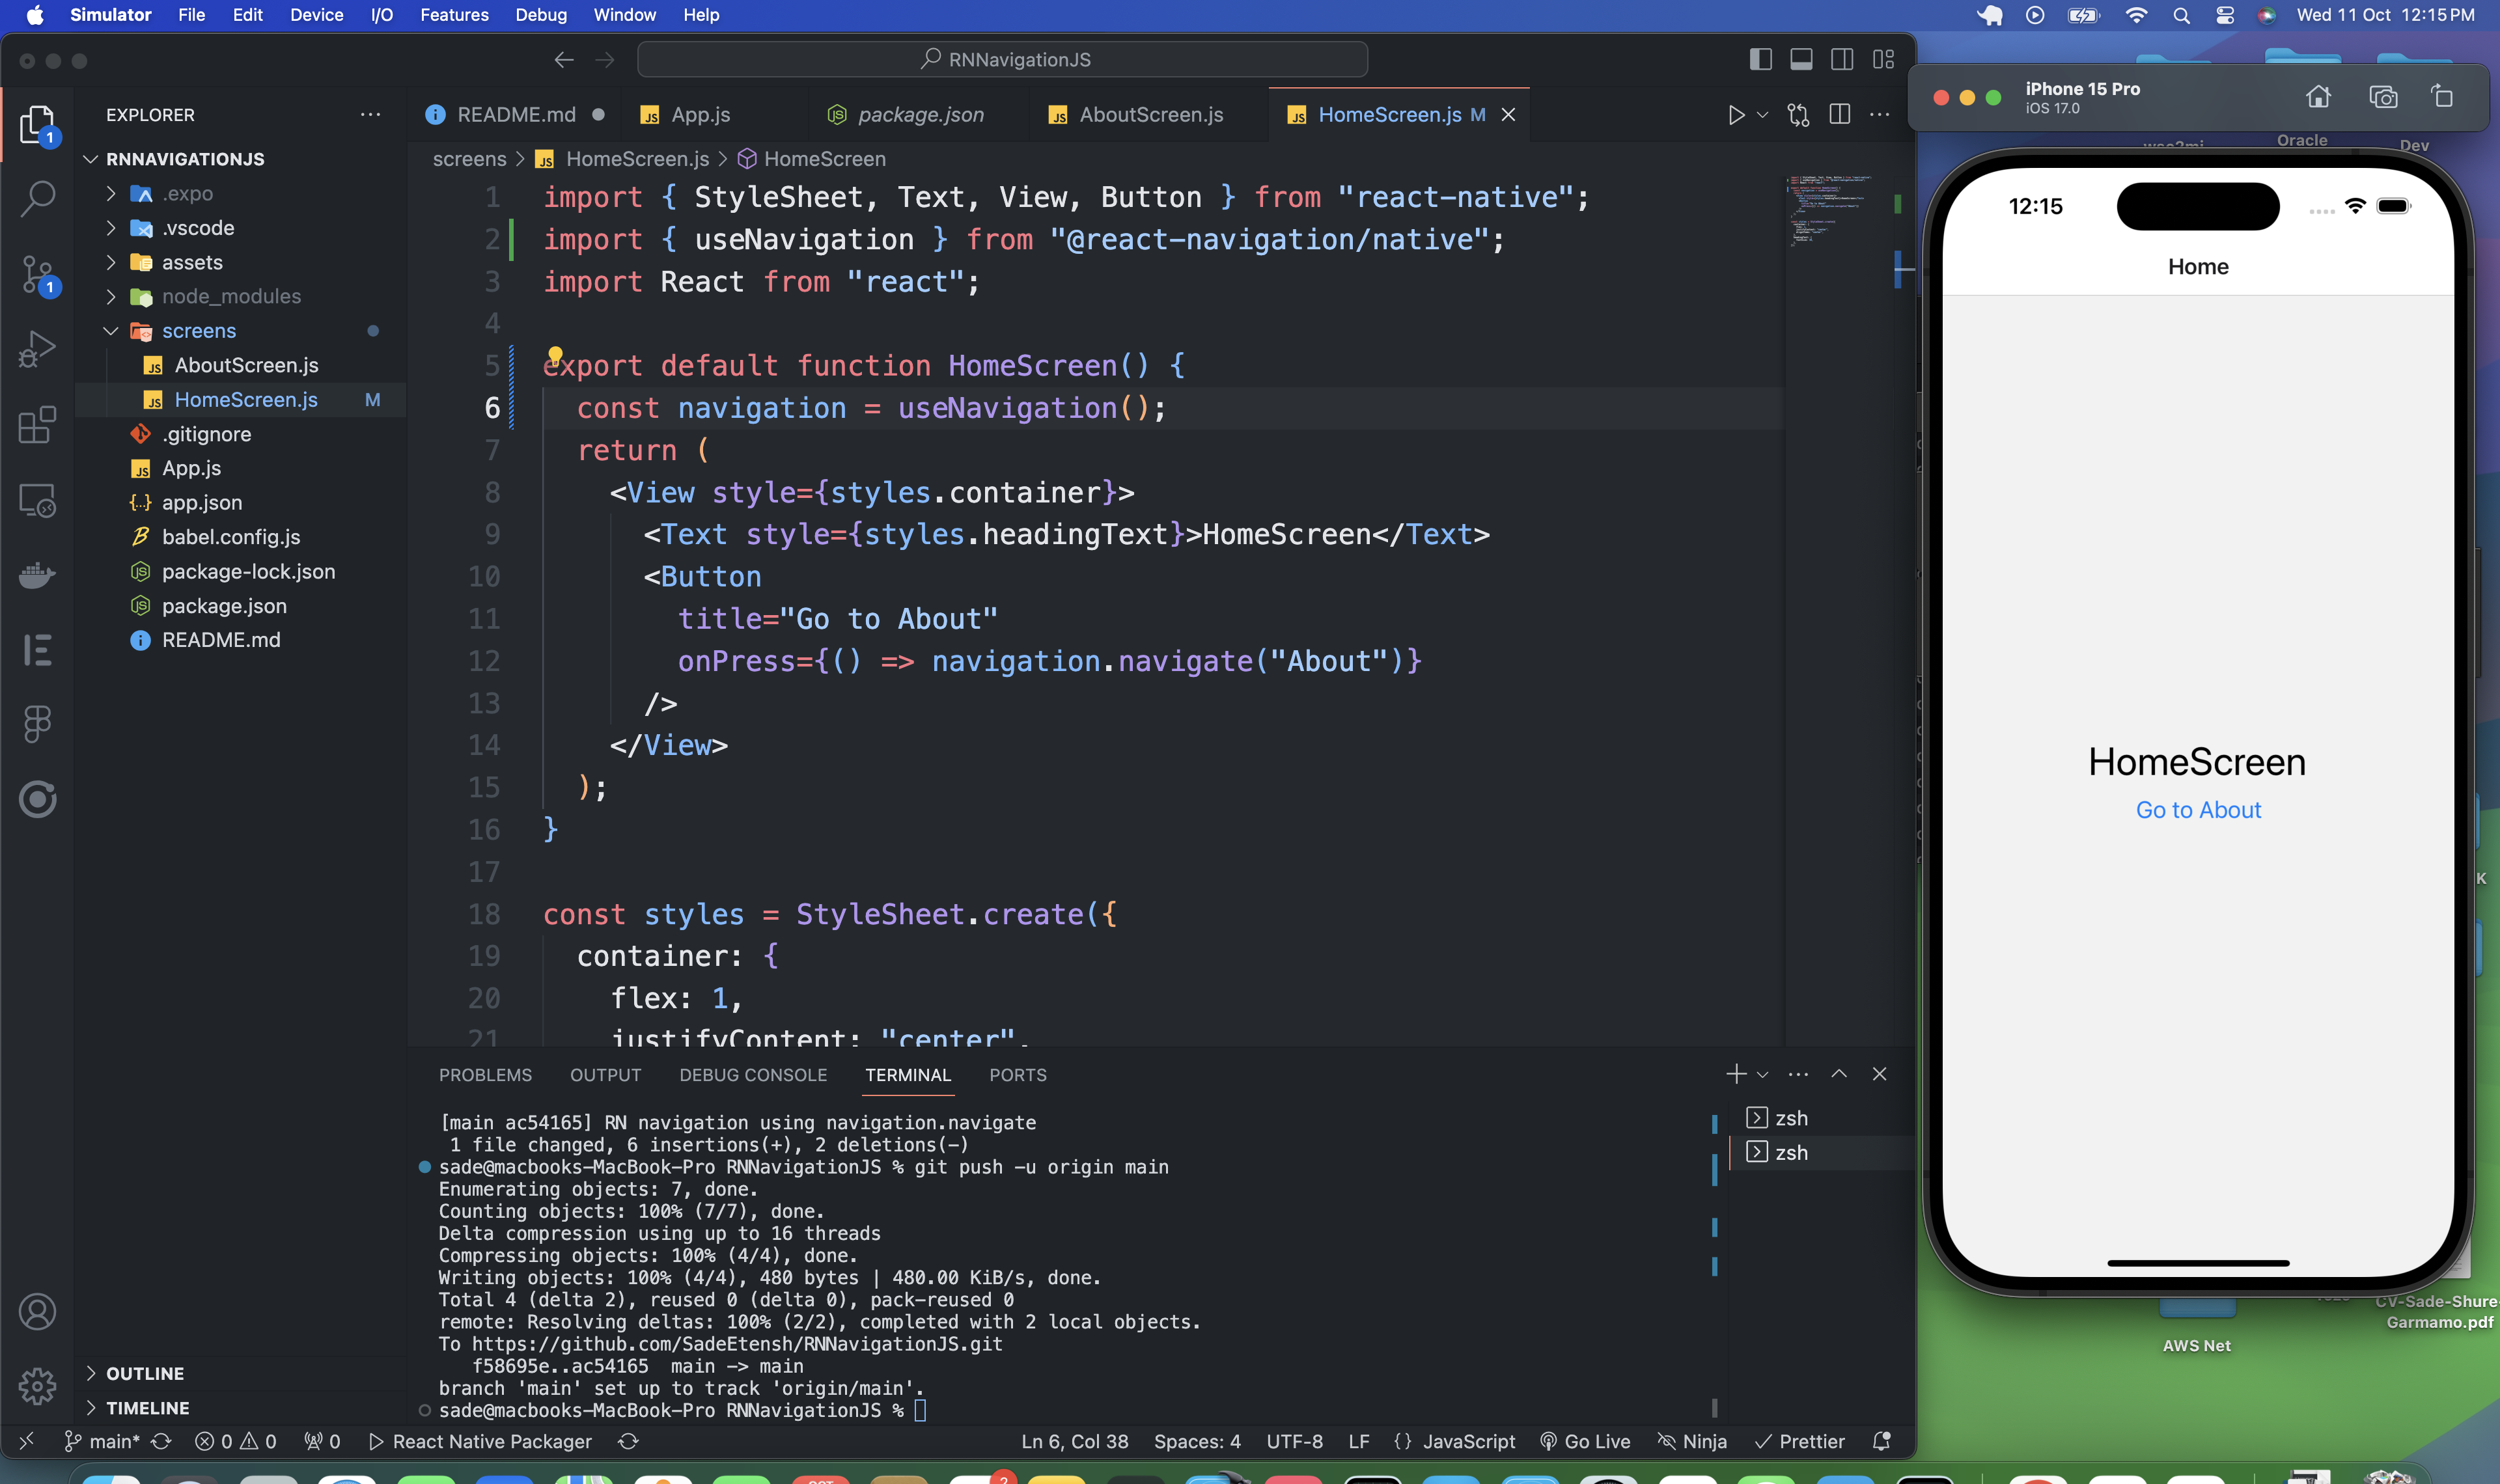 Simulator File Edit Device I/O Features Debug Window Help
Wed 11 Oct 12:15 PM
RNNavigationJS
EXPLORER
RNNAVIGATIONJS
.expo
.vscode
assets
node_modules
screens
AboutScreen.js
HomeScreen.js M
.gitignore
App.js
app.json
babel.config.js
package-lock.json
package.json
README.md
OUTLINE
TIMELINE
1
1
README.md App.js package.json AboutScreen.js HomeScreen.js M
screens > HomeScreen.js > HomeScreen
1 import { StyleSheet, Text, View, Button } from "react-native";
2 import { useNavigation } from "@react-navigation/native";
3 import React from "react";
4
5 export default function HomeScreen() {
6 const navigation = useNavigation();
7 return (
8 <View style={styles.container}>
9 <Text style={styles.headingText}>HomeScreen</Text>
10 <Button
11 title="Go to About"
12 onPress={() => navigation.navigate("About")}
13 />
14 </View>
15 );
16 }
17
18 const styles = StyleSheet.create({
19 container: {
20 flex: 1,
21 justifyContent: "center",
PROBLEMS OUTPUT DEBUG CONSOLE TERMINAL PORTS
[main ac54165] RN navigation using navigation.navigate
1 file changed, 6 insertions(+), 2 deletions(-)
sade@macbooks-MacBook-Pro RNNavigationJS % git push -u origin main
Enumerating objects: 7, done.
Counting objects: 100% (7/7), done.
Delta compression using up to 16 threads
Compressing objects: 100% (4/4), done.
Writing objects: 100% (4/4), 480 bytes | 480.00 KiB/s, done.
Total 4 (delta 2), reused 0 (delta 0), pack-reused 0
remote: Resolving deltas: 100% (2/2), completed with 2 local objects.
To https://github.com/SadeEtensh/RNNavigationJS.git
f58695e..ac54165 main -> main
branch 'main' set up to track 'origin/main'.
sade@macbooks-MacBook-Pro RNNavigationJS %
zsh
zsh
main* 0 0 0 React Native Packager
Ln 6, Col 38 Spaces: 4 UTF-8 LF {} JavaScript Go Live Ninja Prettier
iPhone 15 Pro
iOS 17.0
Oracle
Dev
12:15
Home
HomeScreen
Go to About
K
CV-Sade-Shure-
Garmamo.pdf
AWS Net
2